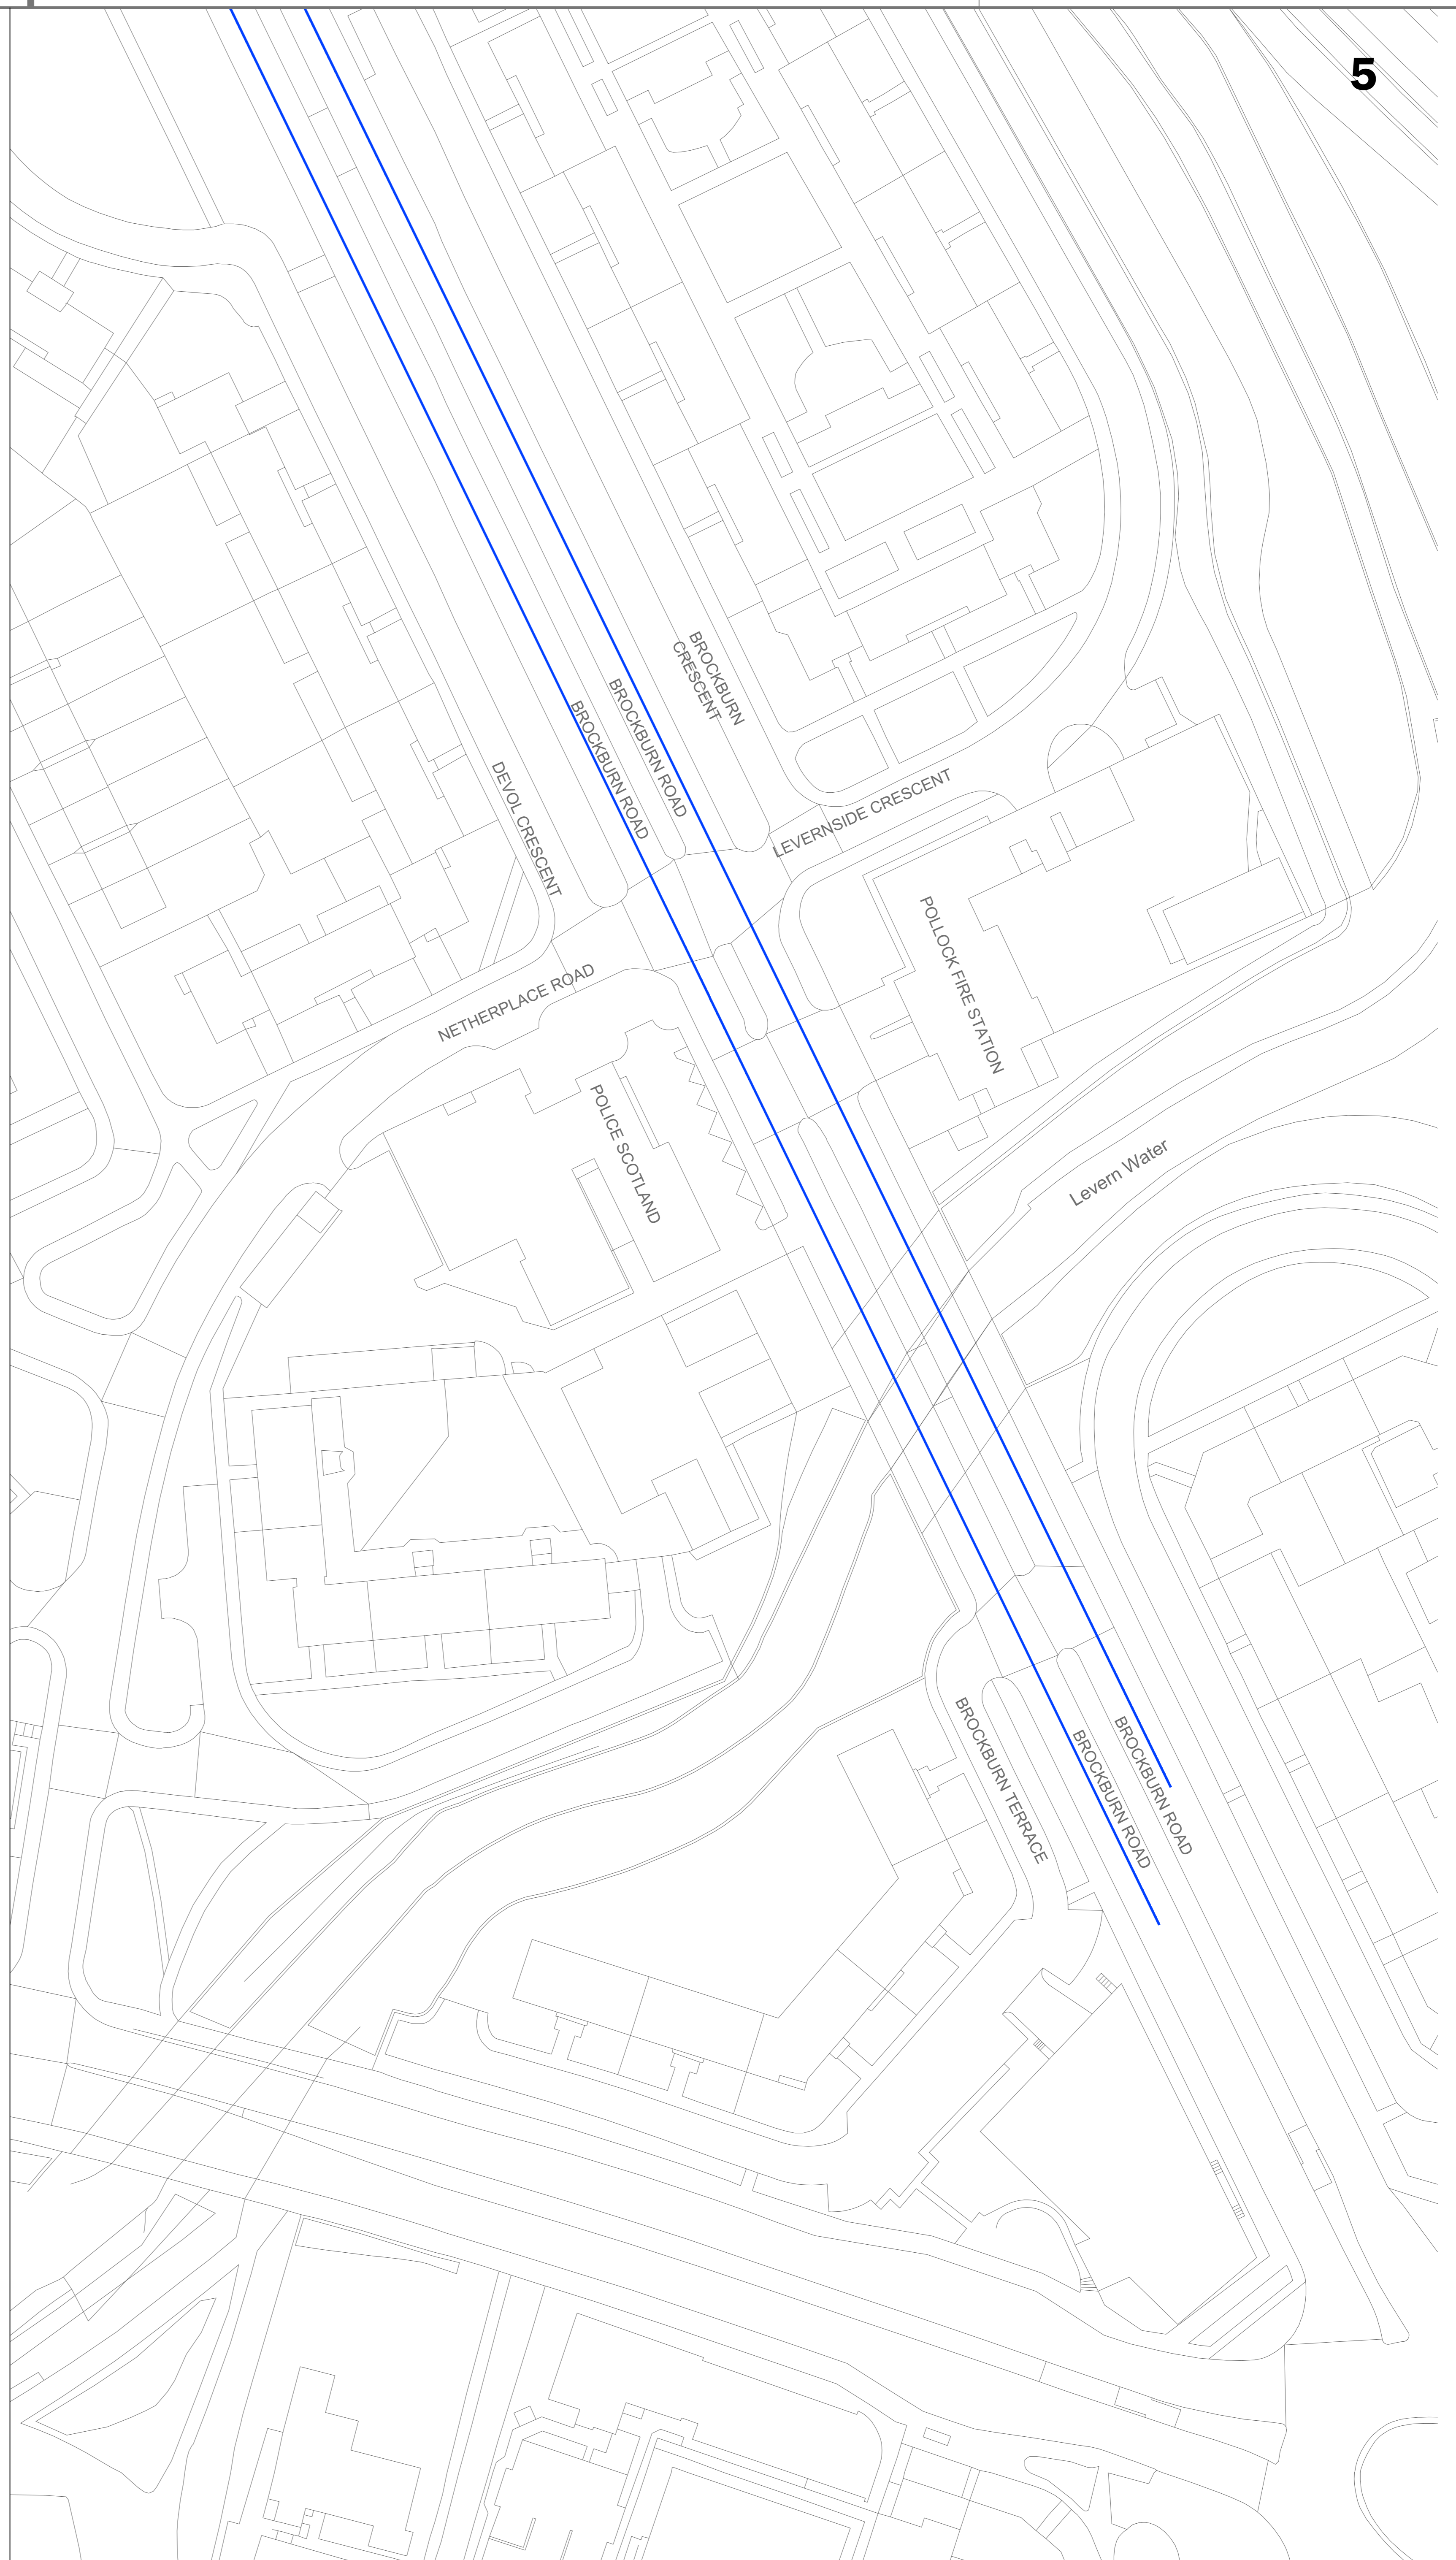 5
BROCKBURN
CRESCENT
BROCKBURN ROAD
BROCKBURN ROAD
DEVOL CRESCENT
LEVERNSIDE CRESCENT
POLLOCK FIRE STATION
NETHERPLACE ROAD
POLICE SCOTLAND
Levern Water
BROCKBURN TERRACE
BROCKBURN ROAD
BROCKBURN ROAD